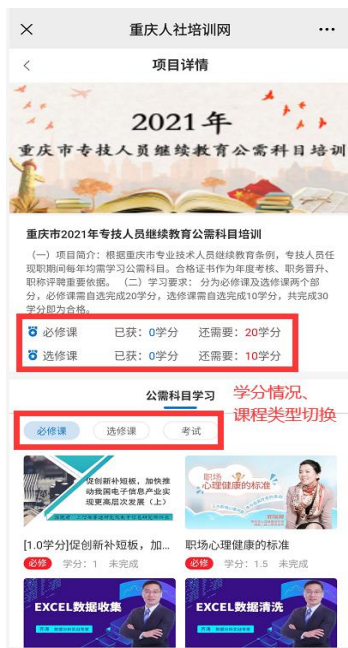 重庆人社培训网
项目详情
2021年
重庆市专技人员继续教育公需科目培训
重庆市2021年专技人员继续教育公需科目培训
（一）项目简介：根据重庆市专业技术人员继续教育条例，专技人员任
现职期间每年均需学习公需科目。合格证书作为年度考核、职务晋升、
职称评聘重要依据。 （二）学习要求： 分为必修课及选修课两个部
分，必修课需自选完成20学分，选修课需自选完成10学分，共完成30
学分即为合格。
必修课 已获：0学分 还需要：20学分
选修课 已获：0学分 还需要：10学分
公需科目学习
学分情况、
课程类型切换
必修课 选修课 考试
促创新补短板，加快推
动我国电子信息产业实
现更高层次发展（上）
职场
心理健康的标准
[1.0学分]促创新补短板，加...
职场心理健康的标准
必修 学分：1 未完成
必修 学分：1.5 未完成
EXCEL数据收集
EXCEL数据清洗